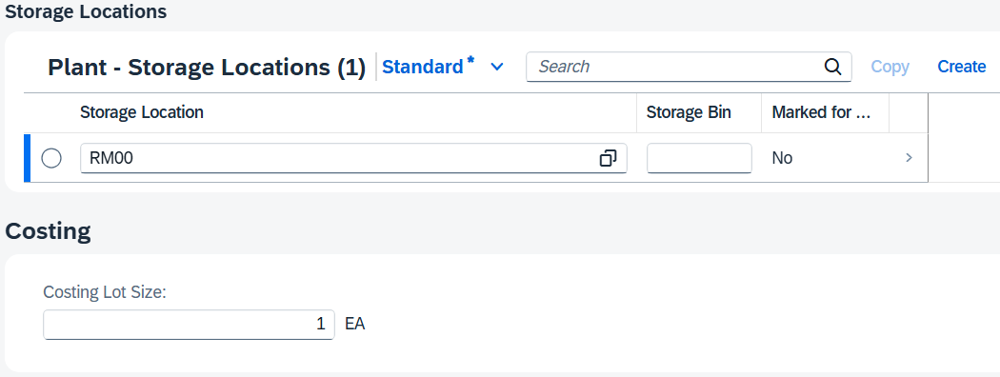 Storage Locations
Plant - Storage Locations (1) Standard* Search Copy Create
Storage Location Storage Bin Marked for ...
RM00 No
Costing
Costing Lot Size:
1 EA